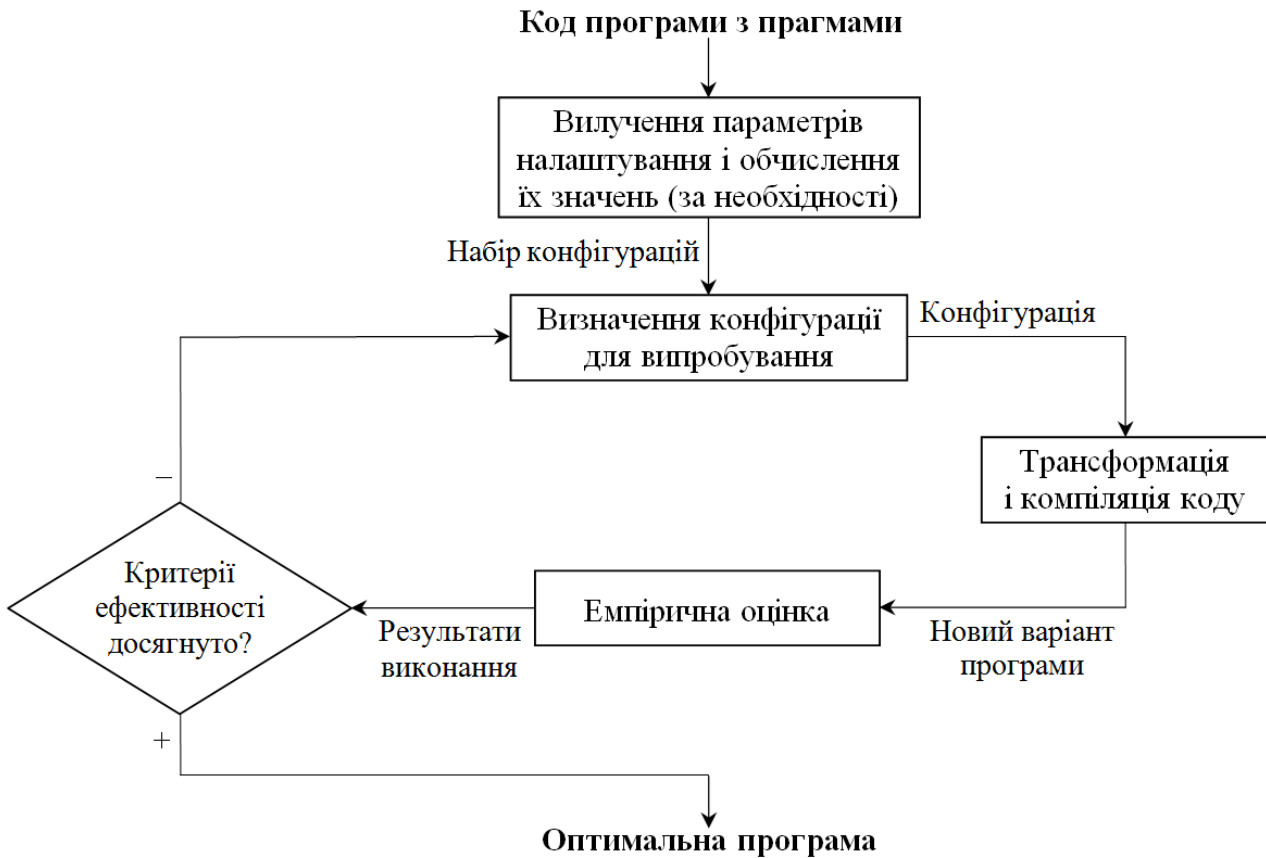 Код програми з прагмами
Вилучення параметрів
налаштування і обчислення
їх значень (за необхідності)
Набір конфігурацій
Визначення конфігурації
для випробування
Конфігурація
Трансформація
і компіляція коду
Новий варіант
програми
Емпірична оцінка
Результати
виконання
Критерії
ефективності
досягнуто?
–
+
Оптимальна програма